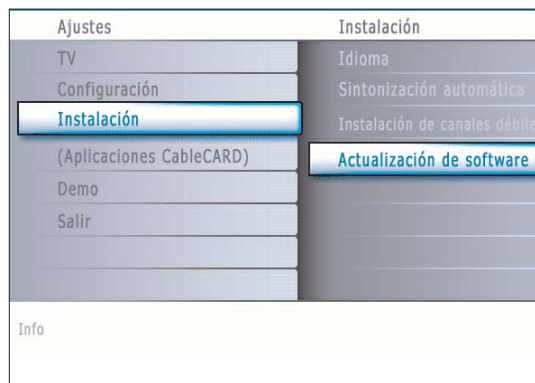 Ajustes
TV
Configuración
Instalación
(Aplicaciones CableCARD)
Demo
Salir
Instalación
Idioma
Sintonización automática
Instalación de canales débile
Actualización de software
Info